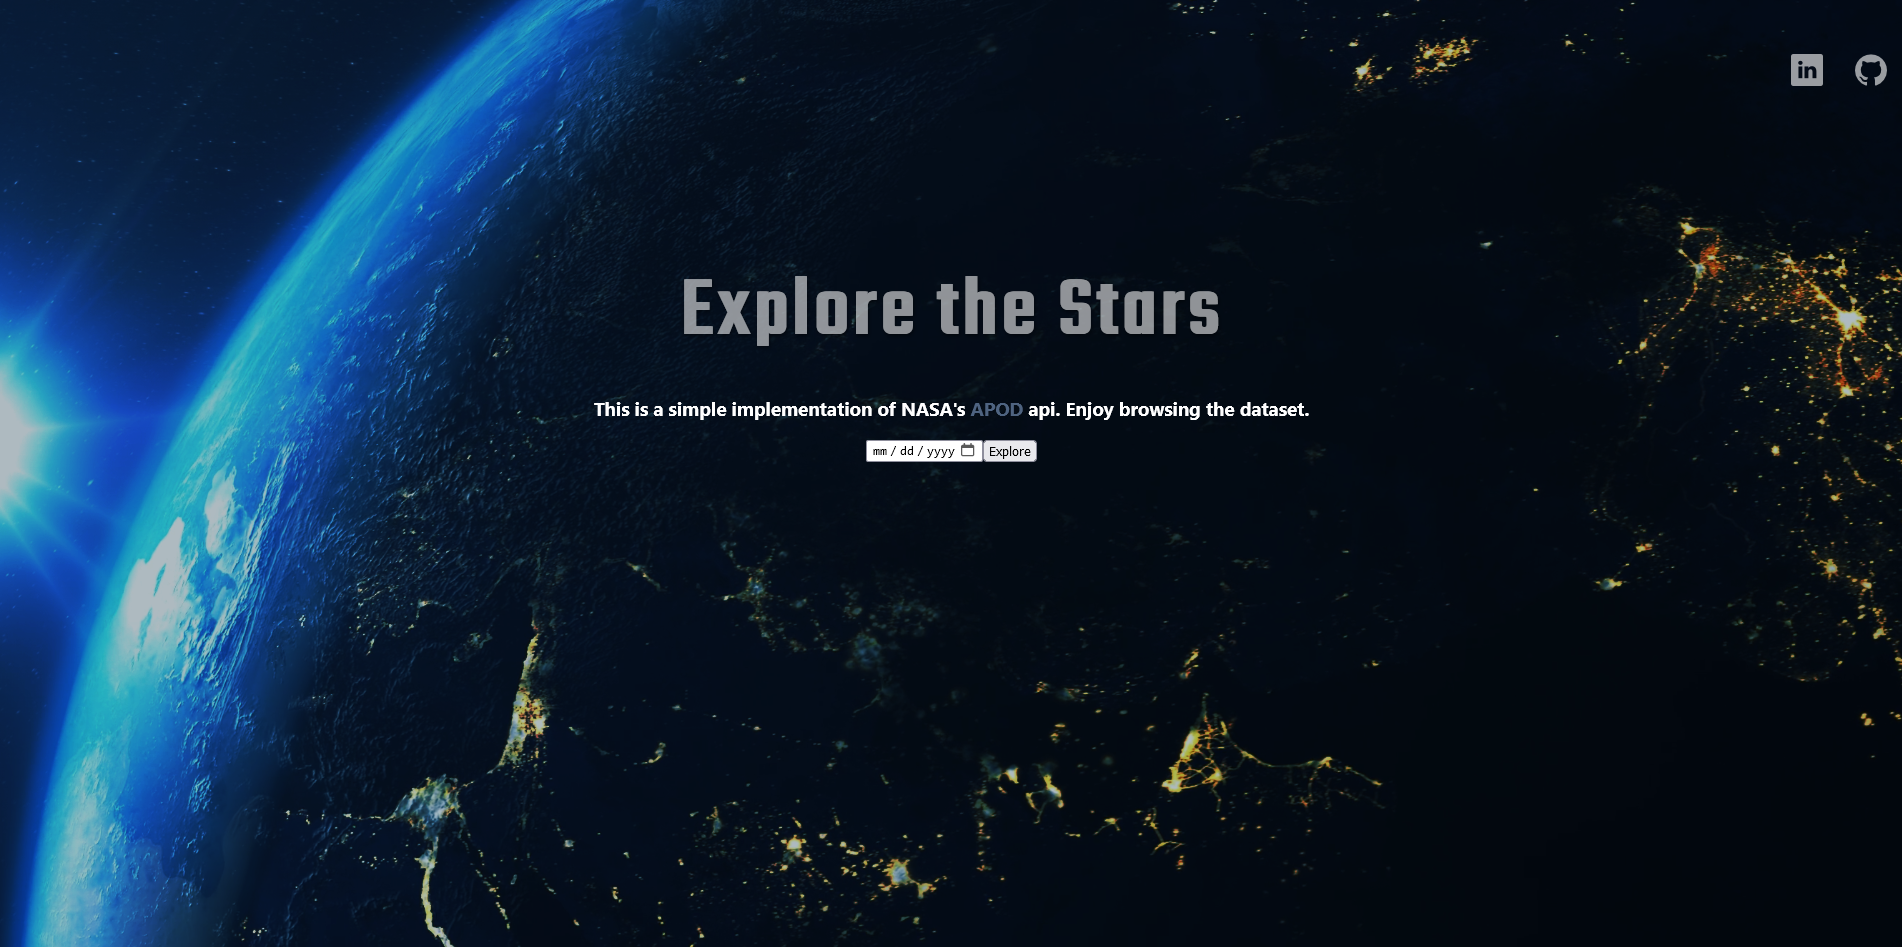 in
Explore the Stars
This is a simple implementation of NASA's APOD api. Enjoy browsing the dataset.
mm / dd / yyyy Explore